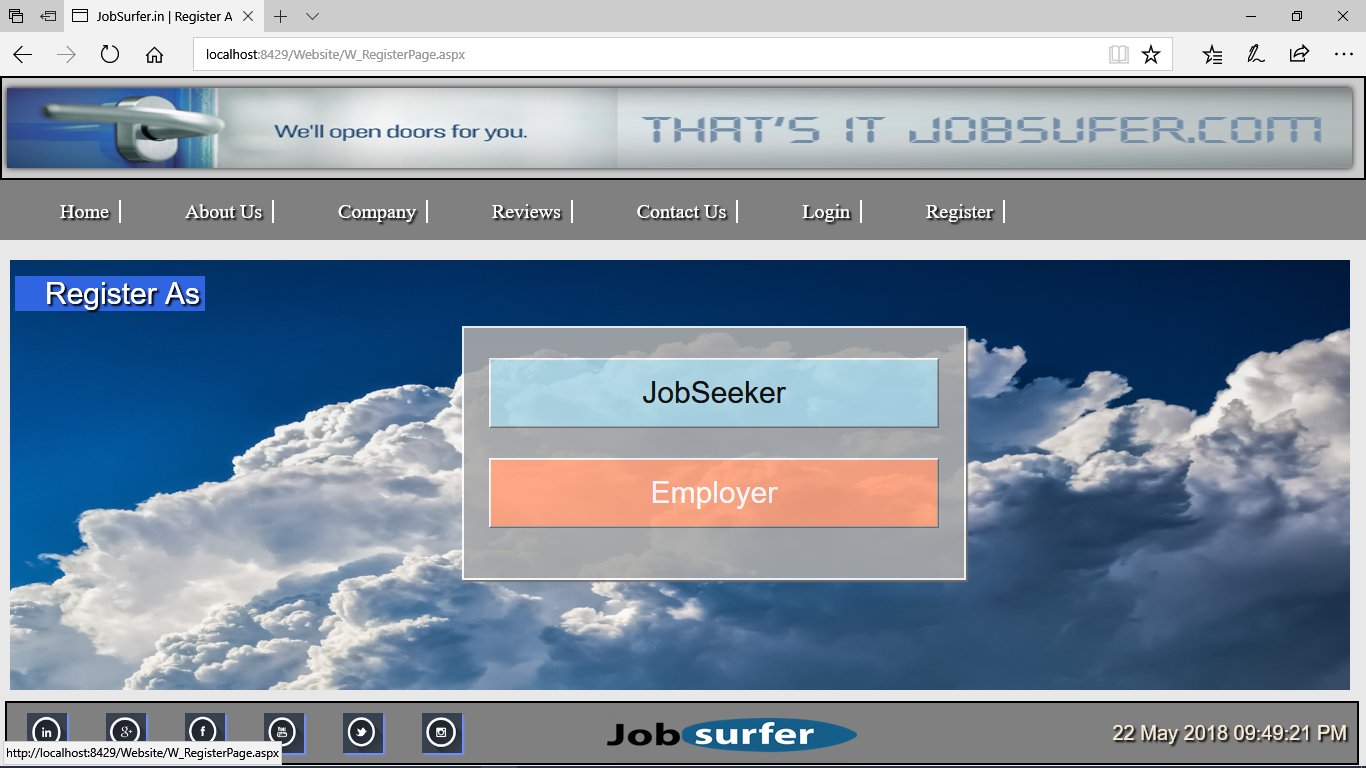 JobSurfer.in | Register A
localhost:8429/Website/W_RegisterPage.aspx
We'll open doors for you.
THAT'S IT JOBSUFER.COM
Home
About Us
Company
Reviews
Contact Us
Login
Register
Register As
JobSeeker
Employer
in
g+
f
You
Job surfer
22 May 2018 09:49:21 PM
http://localhost:8429/Website/W_RegisterPage.aspx